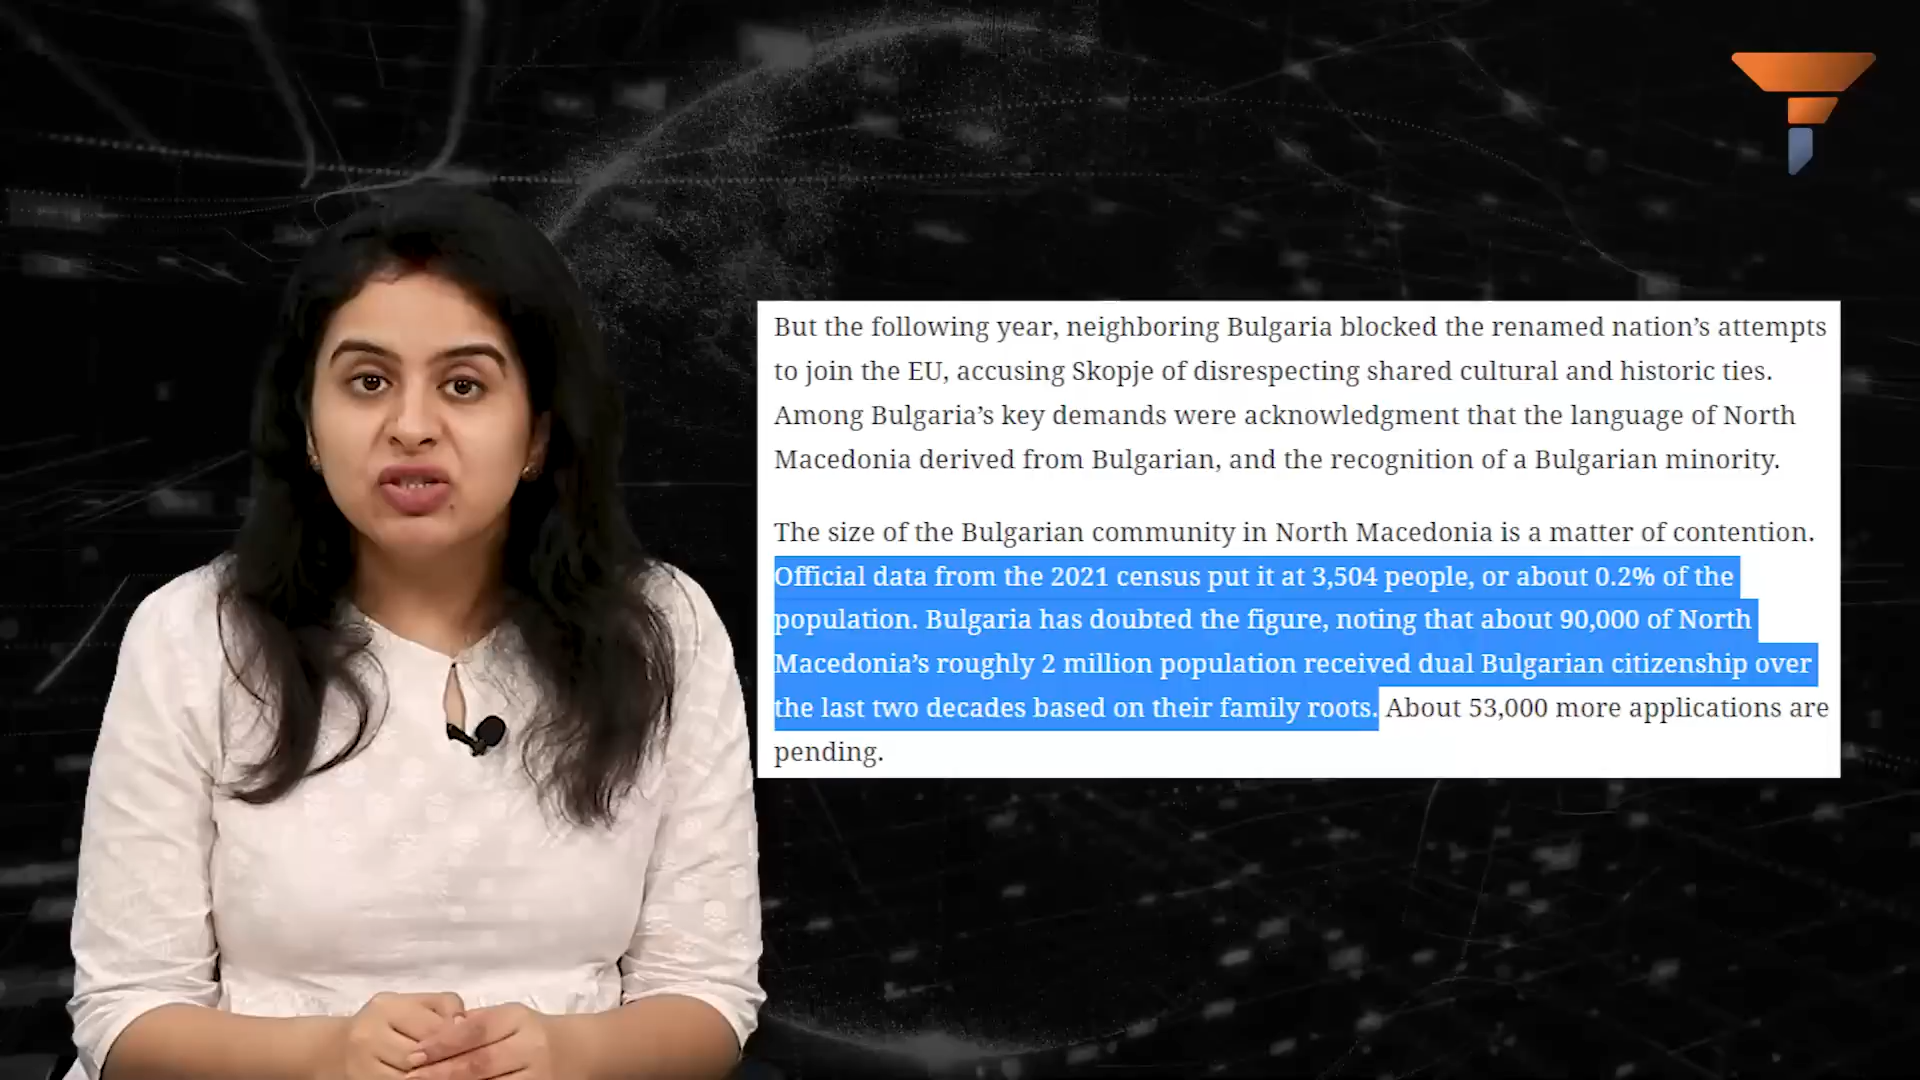 But the following year, neighboring Bulgaria blocked the renamed nation’s attempts
to join the EU, accusing Skopje of disrespecting shared cultural and historic ties.
Among Bulgaria’s key demands were acknowledgment that the language of North
Macedonia derived from Bulgarian, and the recognition of a Bulgarian minority.
The size of the Bulgarian community in North Macedonia is a matter of contention.
Official data from the 2021 census put it at 3,504 people, or about 0.2% of the
population. Bulgaria has doubted the figure, noting that about 90,000 of North
Macedonia’s roughly 2 million population received dual Bulgarian citizenship over
the last two decades based on their family roots. About 53,000 more applications are
pending.